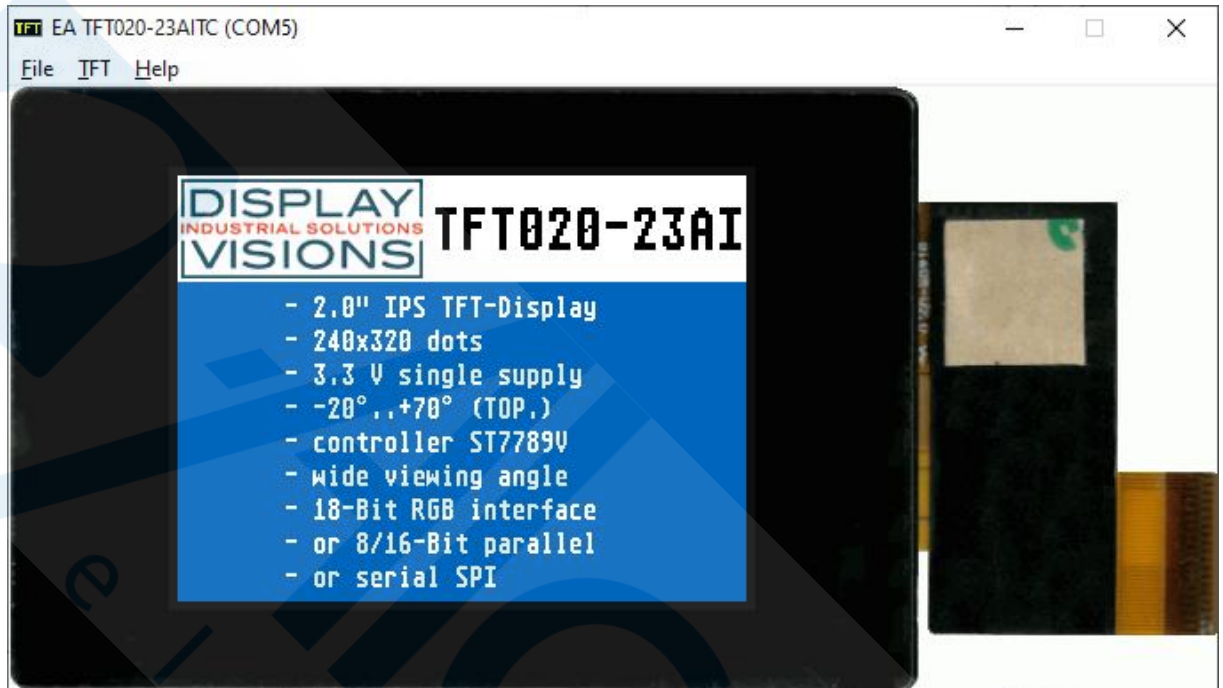 TFT EA TFT020-23AITC (COM5)
File TFT Help
DISPLAY
INDUSTRIAL SOLUTIONS
VISIONS
TFT020-23AI
- 2.0" IPS TFT-Display
- 240x320 dots
- 3.3 V single supply
- -20°..+70° (TOP.)
- controller ST7789V
- wide viewing angle
- 18-Bit RGB interface
- or 8/16-Bit parallel
- or serial SPI